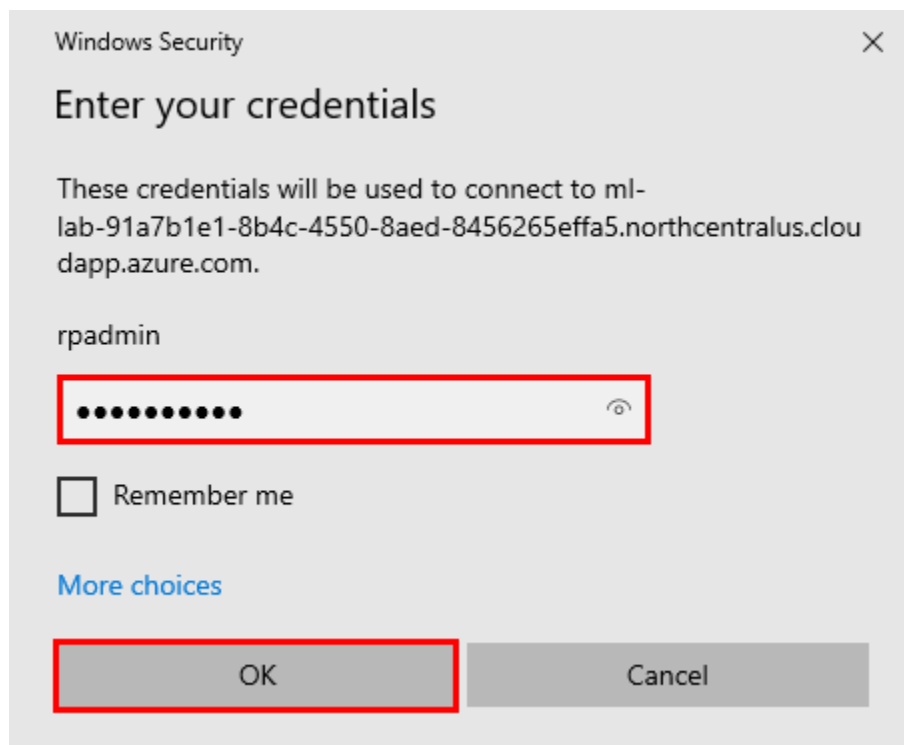 Windows Security
Enter your credentials
These credentials will be used to connect to ml-
lab-91a7b1e1-8b4c-4550-8aed-8456265effa5.northcentralus.clou
dapp.azure.com.
rpadmin
••••••••••
Remember me
More choices
OK
Cancel